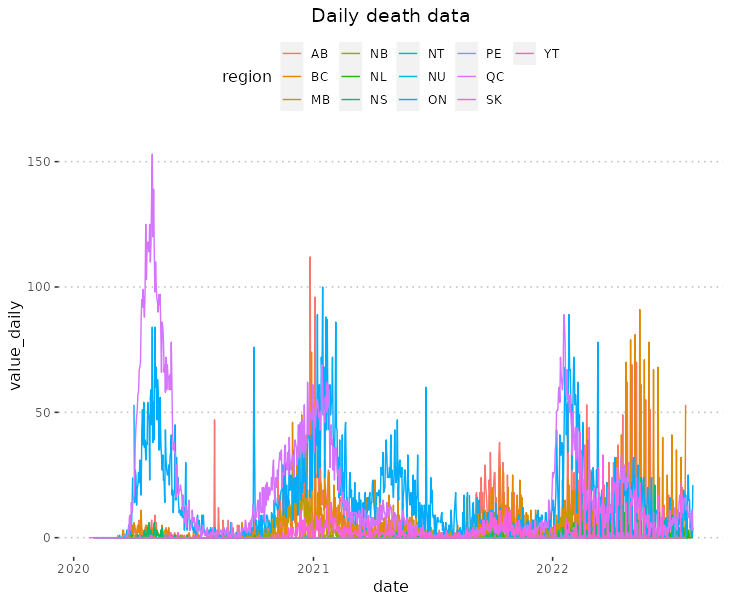 Daily death data
region
AB NB NT PE YT
BC NL NU QC
MB NS ON SK
value_daily
150
100
50
0
2020 2021 2022
date